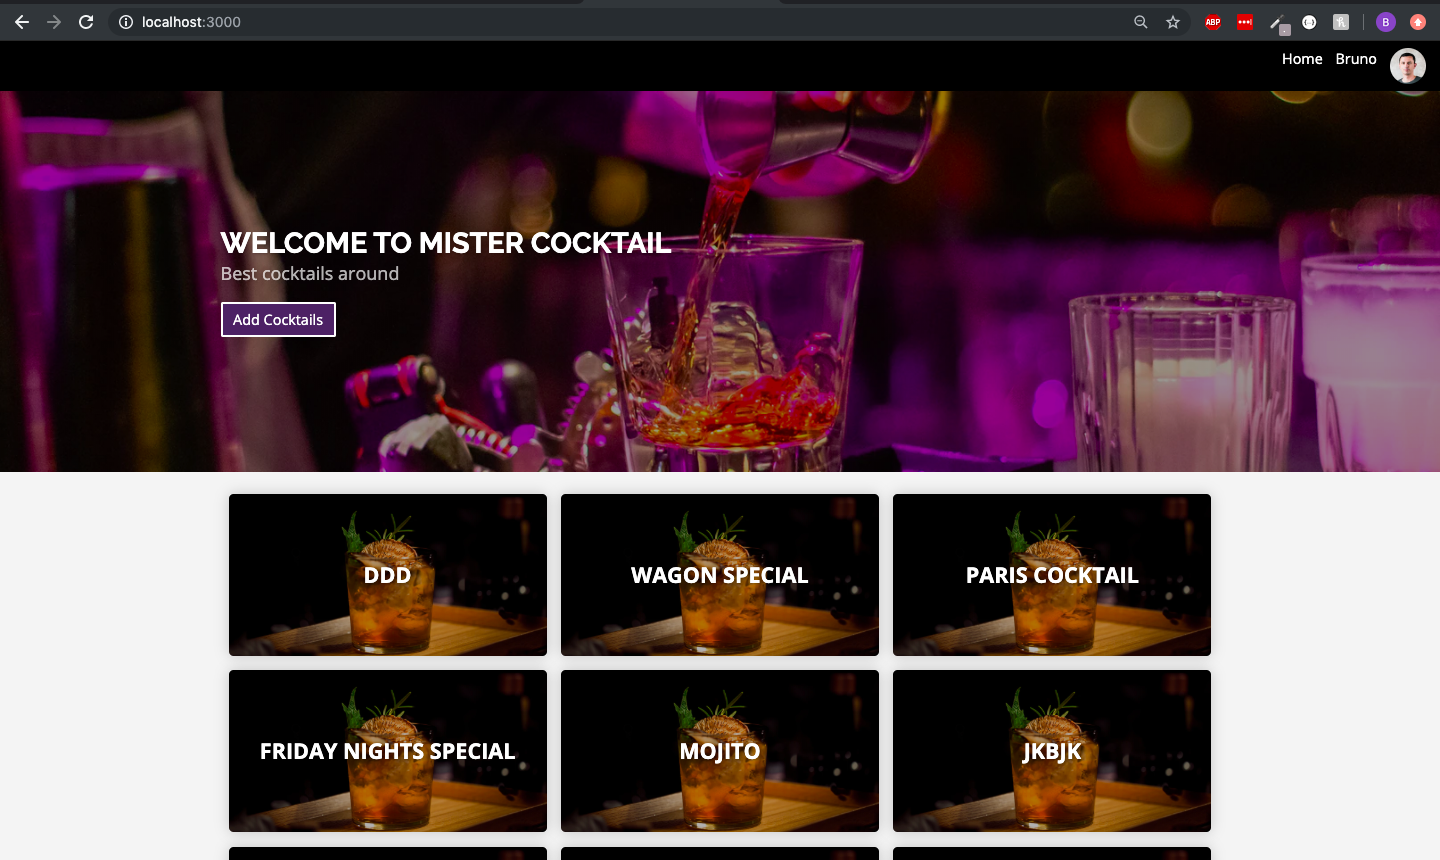 localhost:3000
ABP
B
Home Bruno
WELCOME TO MISTER COCKTAIL
Best cocktails around
Add Cocktails
DDD
WAGON SPECIAL
PARIS COCKTAIL
FRIDAY NIGHTS SPECIAL
MOJITO
JKBJK